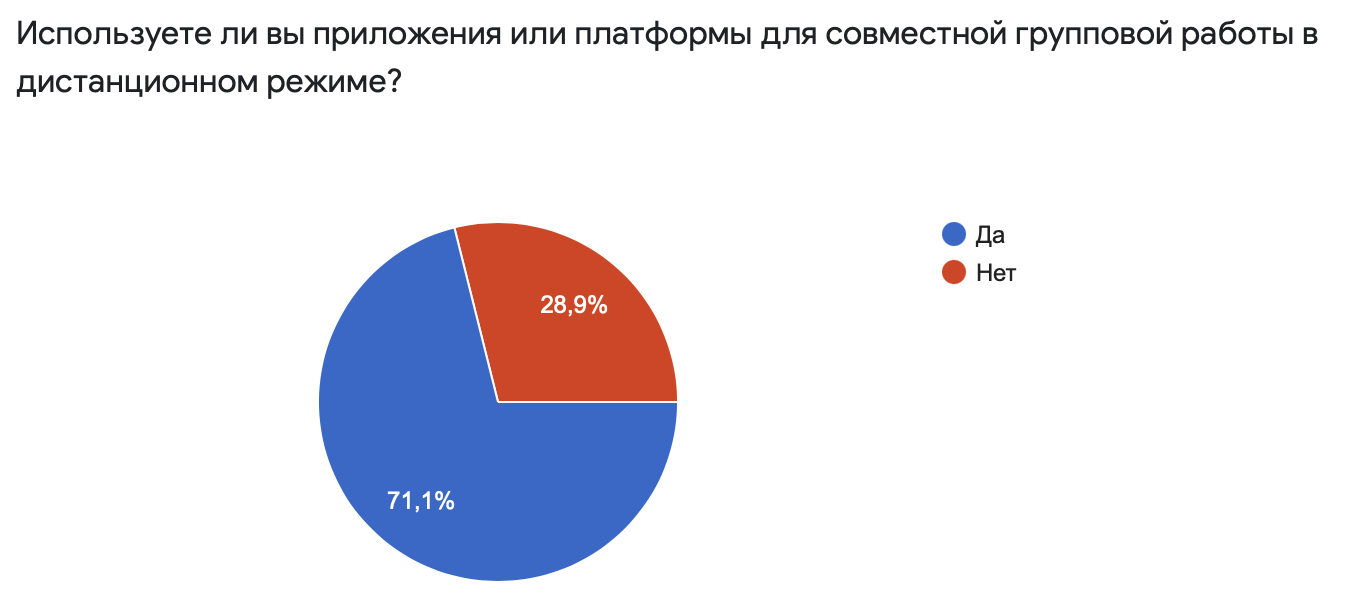 Используете ли вы приложения или платформы для совместной групповой работы в
дистанционном режиме?
Да
Нет
28,9%
71,1%